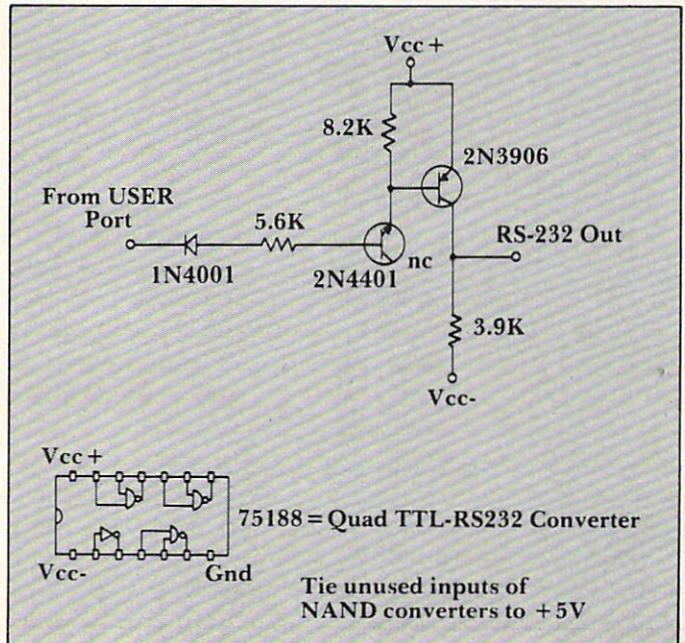 Vcc+
8.2K
2N3906
From USER
Port
5.6K
RS-232 Out
1N4001
2N4401
nc
3.9K
Vcc-
Vcc+
75188 = Quad TTL-RS232 Converter
Vcc-
Gnd
Tie unused inputs of
NAND converters to +5V